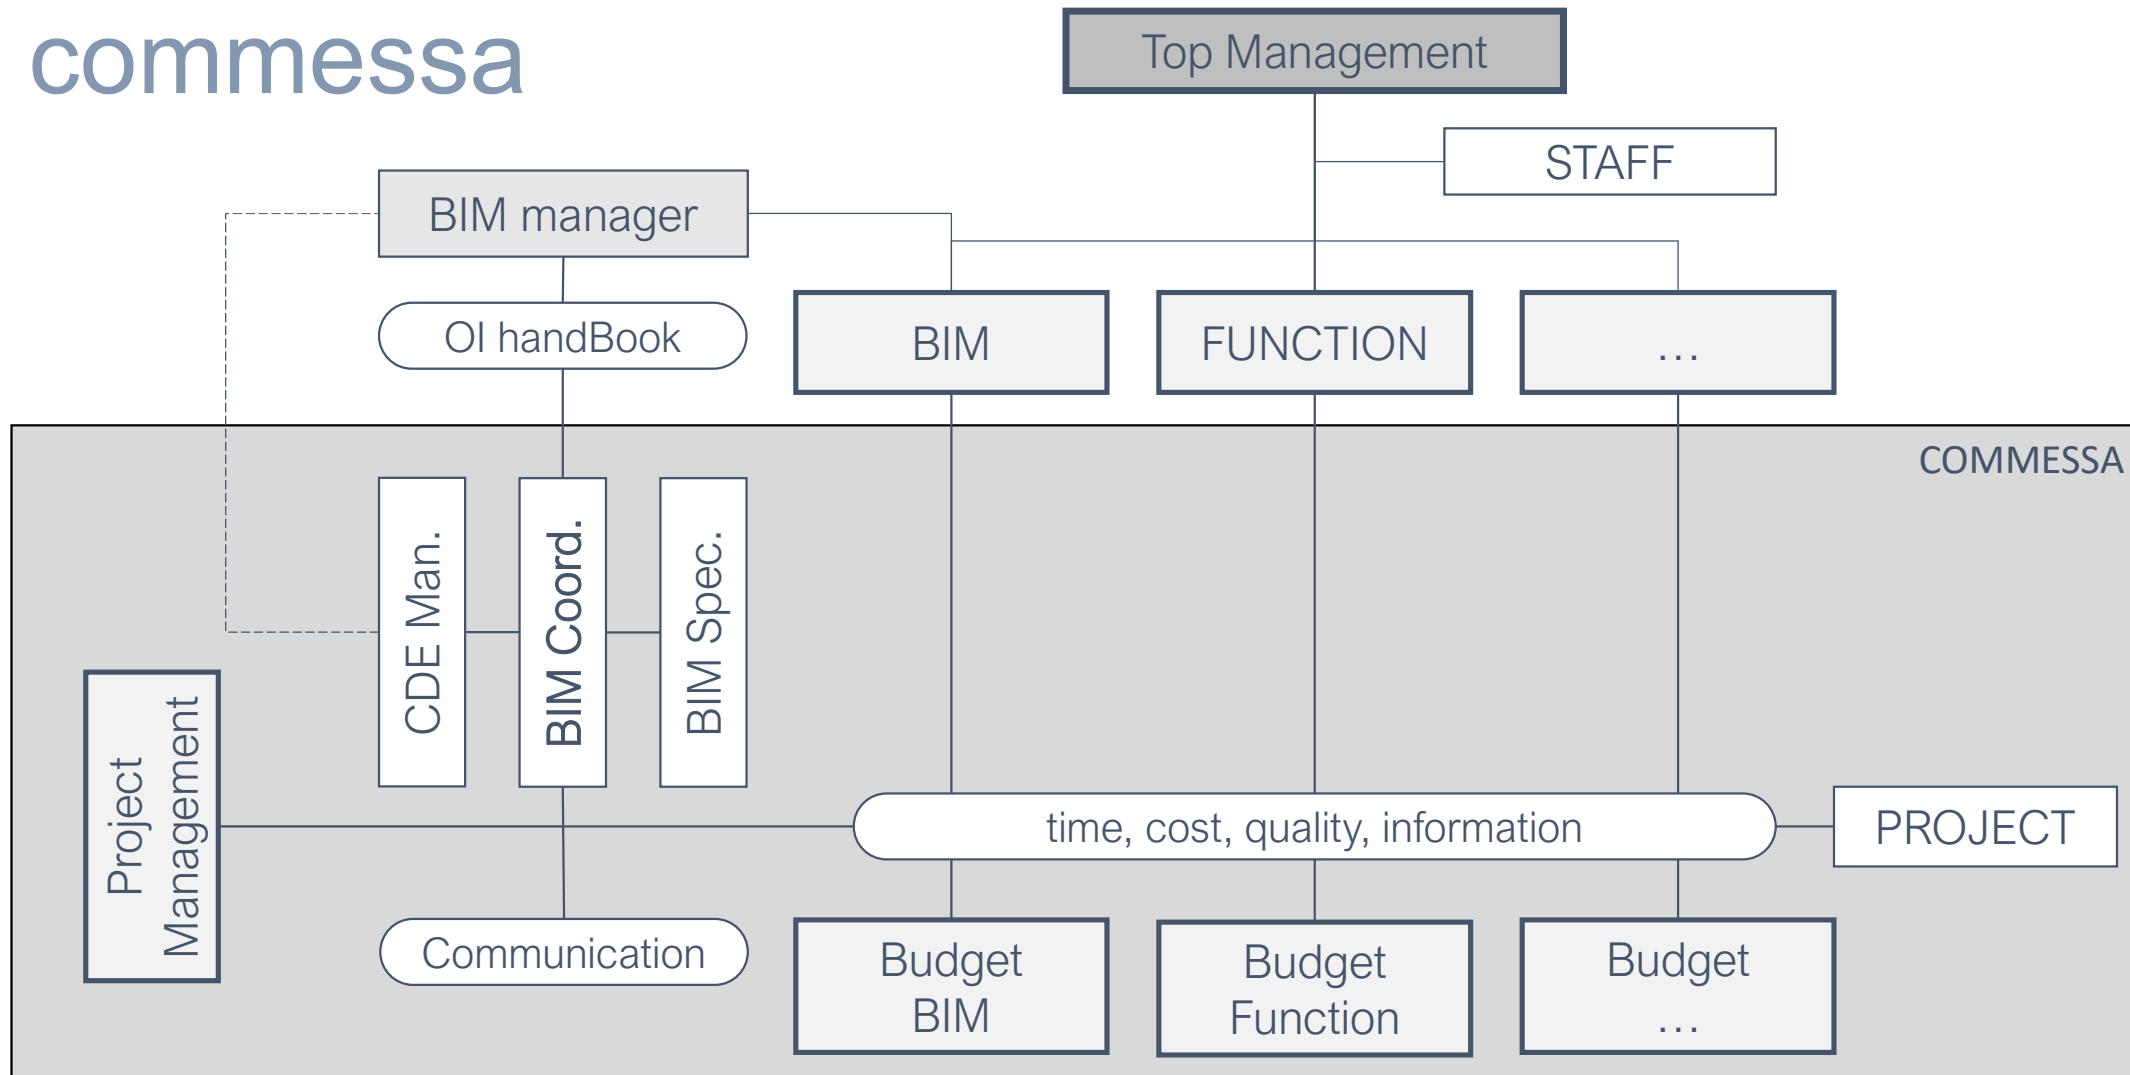 commessa
Top Management
STAFF
BIM manager
OI handBook
BIM
FUNCTION
...
COMMESSA
CDE Man.
BIM Coord.
BIM Spec.
Project
Management
time, cost, quality, information
PROJECT
Communication
Budget
BIM
Budget
Function
Budget
...